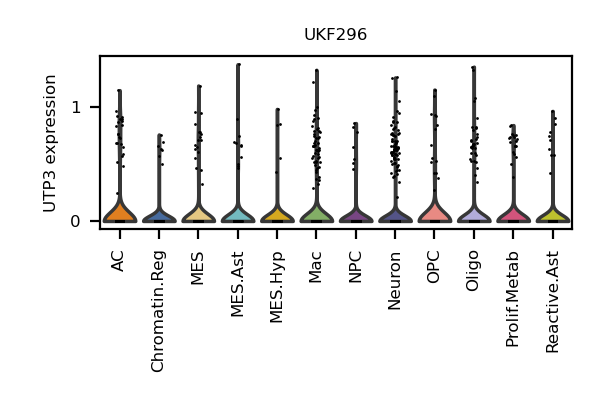 UKF296
UTP3 expression
1
0
AC
Chromatin.Reg
MES
MES.Ast
MES.Hyp
Mac
NPC
Neuron
OPC
Oligo
Prolif.Metab
Reactive.Ast